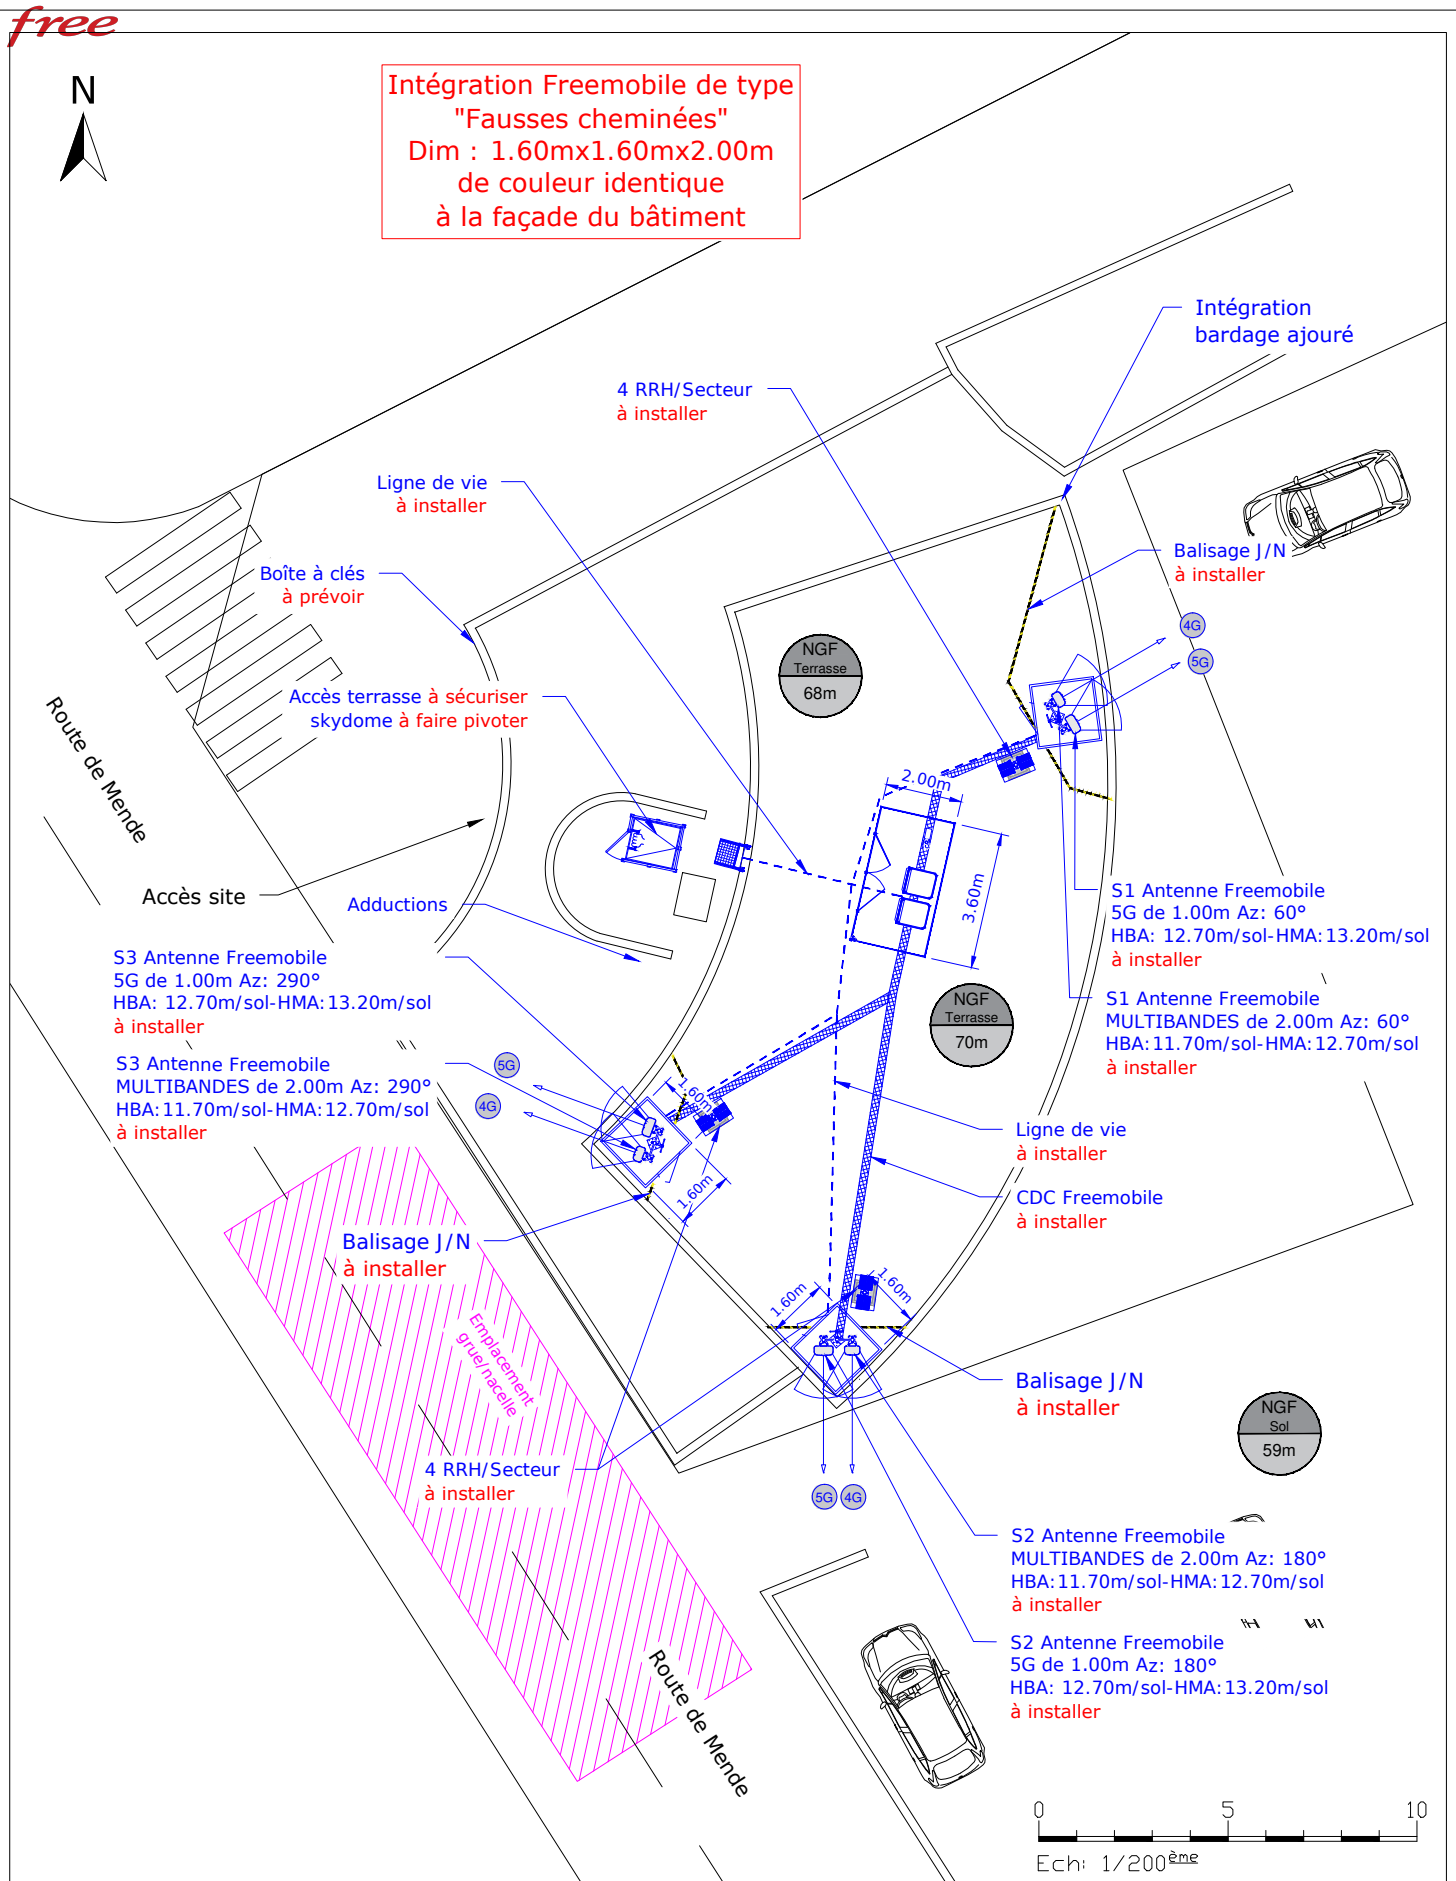 free
N
Intégration Freemobile de type
"Fausses cheminées"
Dim : 1.60mx1.60mx2.00m
de couleur identique
à la façade du bâtiment
Intégration
bardage ajouré
4 RRH/Secteur
à installer
Ligne de vie
à installer
Balisage J/N
à installer
Boîte à clés
à prévoir
4G
5G
NGF
Terrasse
68m
Accès terrasse à sécuriser
skydome à faire pivoter
Route de Mende
2.00m
3.60m
Accès site
Adductions
S1 Antenne Freemobile
5G de 1.00m Az: 60°
HBA: 12.70m/sol-HMA:13.20m/sol
à installer
S3 Antenne Freemobile
5G de 1.00m Az: 290°
HBA: 12.70m/sol-HMA:13.20m/sol
à installer
NGF
Terrasse
70m
S1 Antenne Freemobile
MULTIBANDES de 2.00m Az: 60°
HBA:11.70m/sol-HMA:12.70m/sol
à installer
S3 Antenne Freemobile
MULTIBANDES de 2.00m Az: 290°
HBA:11.70m/sol-HMA:12.70m/sol
à installer
5G
4G
1.60m
1.60m
Ligne de vie
à installer
CDC Freemobile
à installer
Balisage J/N
à installer
1.60m
1.60m
Emplacement
grue/nacelle
Balisage J/N
à installer
NGF
Sol
59m
4 RRH/Secteur
à installer
5G
4G
S2 Antenne Freemobile
MULTIBANDES de 2.00m Az: 180°
HBA:11.70m/sol-HMA:12.70m/sol
à installer
S2 Antenne Freemobile
5G de 1.00m Az: 180°
HBA: 12.70m/sol-HMA:13.20m/sol
à installer
Route de Mende
0 5 10
Ech: 1/200ème